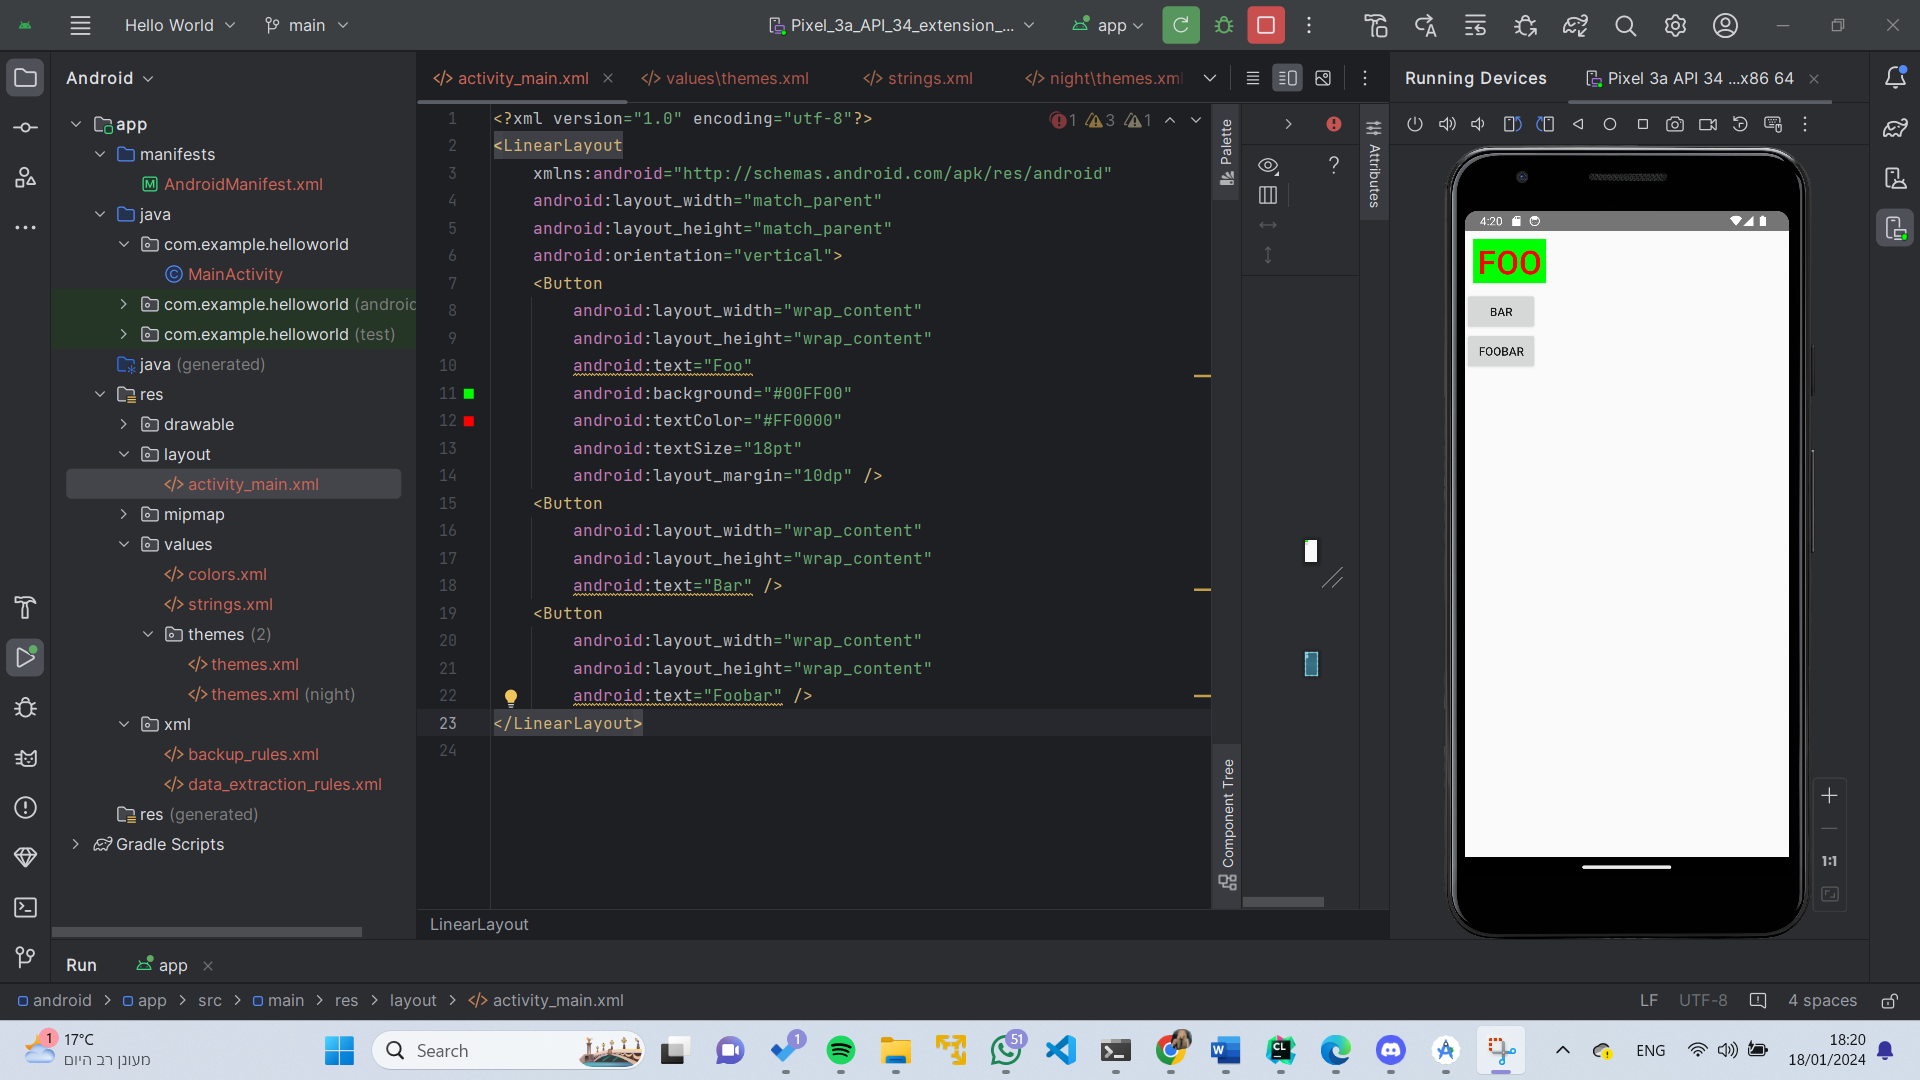 Hello World
main
Pixel_3a_API_34_extension_...
app
Android
activity_main.xml
values\themes.xml
strings.xml
night\themes.xml
Running Devices
Pixel 3a API 34 ...x86 64
app
manifests
AndroidManifest.xml
java
com.example.helloworld
MainActivity
com.example.helloworld (androidc
com.example.helloworld (test)
java (generated)
res
drawable
layout
activity_main.xml
mipmap
values
colors.xml
strings.xml
themes (2)
themes.xml
themes.xml (night)
xml
backup_rules.xml
data_extraction_rules.xml
res (generated)
Gradle Scripts
1 <?xml version="1.0" encoding="utf-8"?>
2 <LinearLayout
3 xmlns:android="http://schemas.android.com/apk/res/android"
4 android:layout_width="match_parent"
5 android:layout_height="match_parent"
6 android:orientation="vertical">
7 <Button
8 android:layout_width="wrap_content"
9 android:layout_height="wrap_content"
10 android:text="Foo"
11 android:background="#00FF00"
12 android:textColor="#FF0000"
13 android:textSize="18pt"
14 android:layout_margin="10dp" />
15 <Button
16 android:layout_width="wrap_content"
17 android:layout_height="wrap_content"
18 android:text="Bar" />
19 <Button
20 android:layout_width="wrap_content"
21 android:layout_height="wrap_content"
22 android:text="Foobar" />
23 </LinearLayout>
24
1 3 1
Palette
Component Tree
Attributes
?
LinearLayout
4:20
FOO
BAR
FOOBAR
1:1
Run
app
android > app > src > main > res > layout > activity_main.xml
LF
UTF-8
4 spaces
1
17°C
מעונן רב היום
Search
1
51
ENG
18:20
18/01/2024